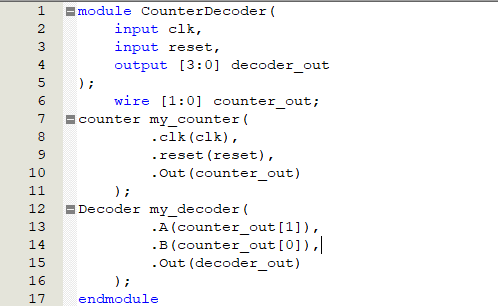 1 module CounterDecoder(
2 input clk,
3 input reset,
4 output [3:0] decoder_out
5 );
6 wire [1:0] counter_out;
7 counter my_counter(
8 .clk(clk),
9 .reset(reset),
10 .Out(counter_out)
11 );
12 Decoder my_decoder(
13 .A(counter_out[1]),
14 .B(counter_out[0]),
15 .Out(decoder_out)
16 );
17 endmodule